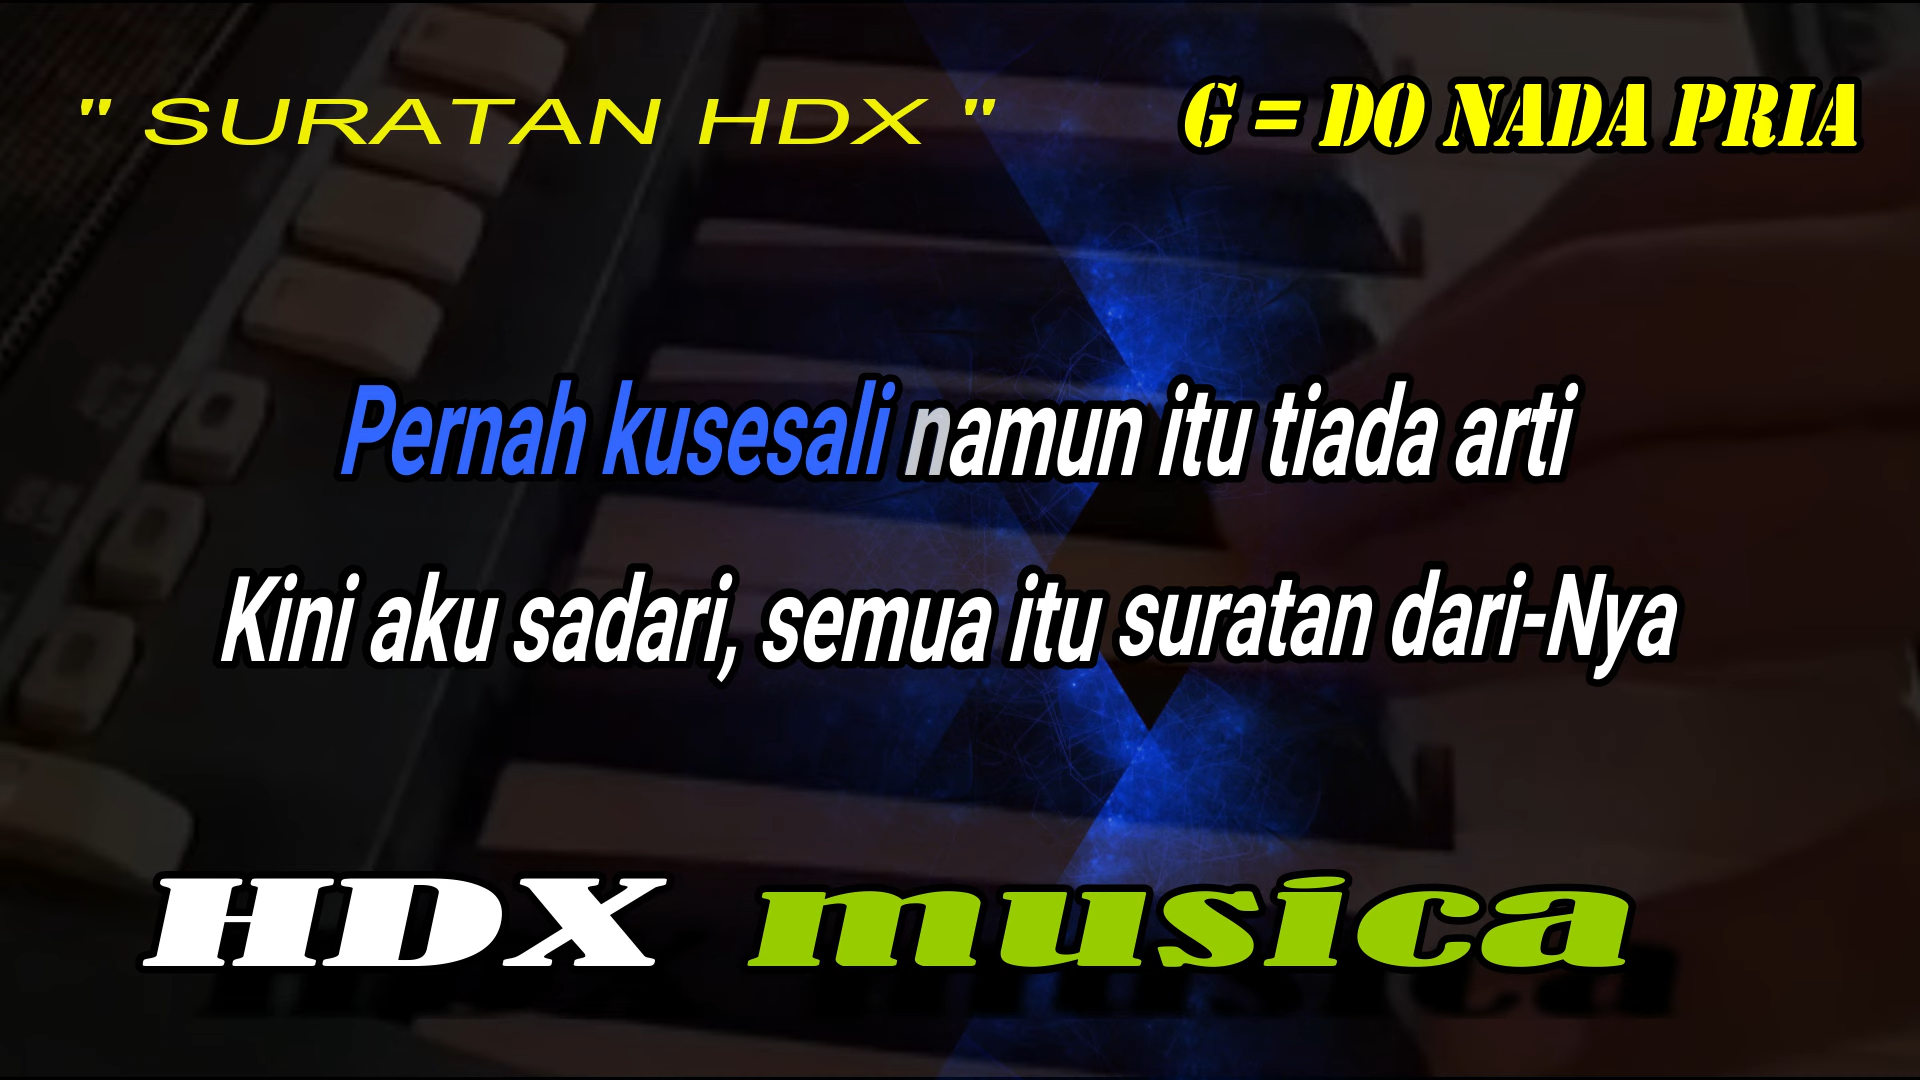 " SURATAN HDX "
G = DO NADA PRIA
Pernah kusesali namun itu tiada arti
Kini aku sadari, semua itu suratan dari-Nya
HDX musica